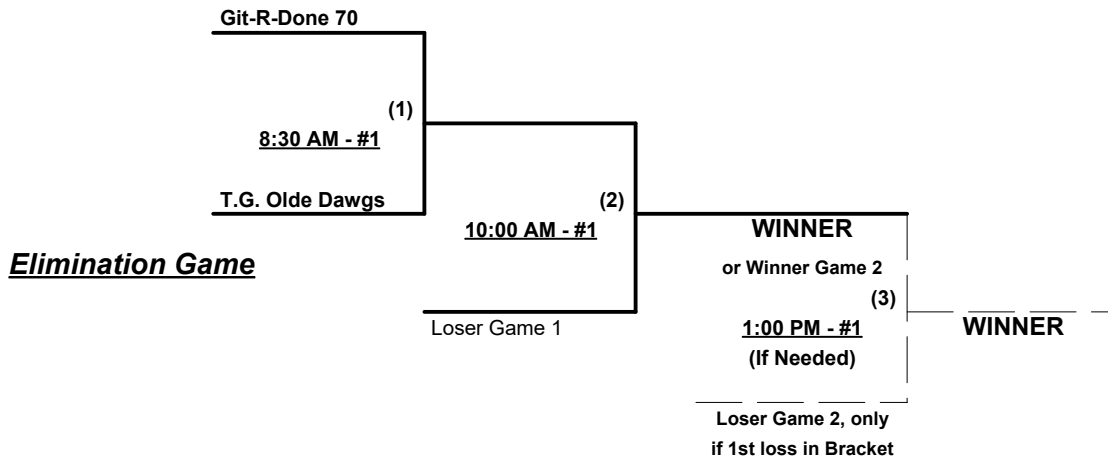 Git-R-Done 70
(1)
8:30 AM - #1
T.G. Olde Dawgs
(2)
10:00 AM - #1
WINNER
Elimination Game
or Winner Game 2
(3)
Loser Game 1
1:00 PM - #1
WINNER
(If Needed)
Loser Game 2, only
if 1st loss in Bracket